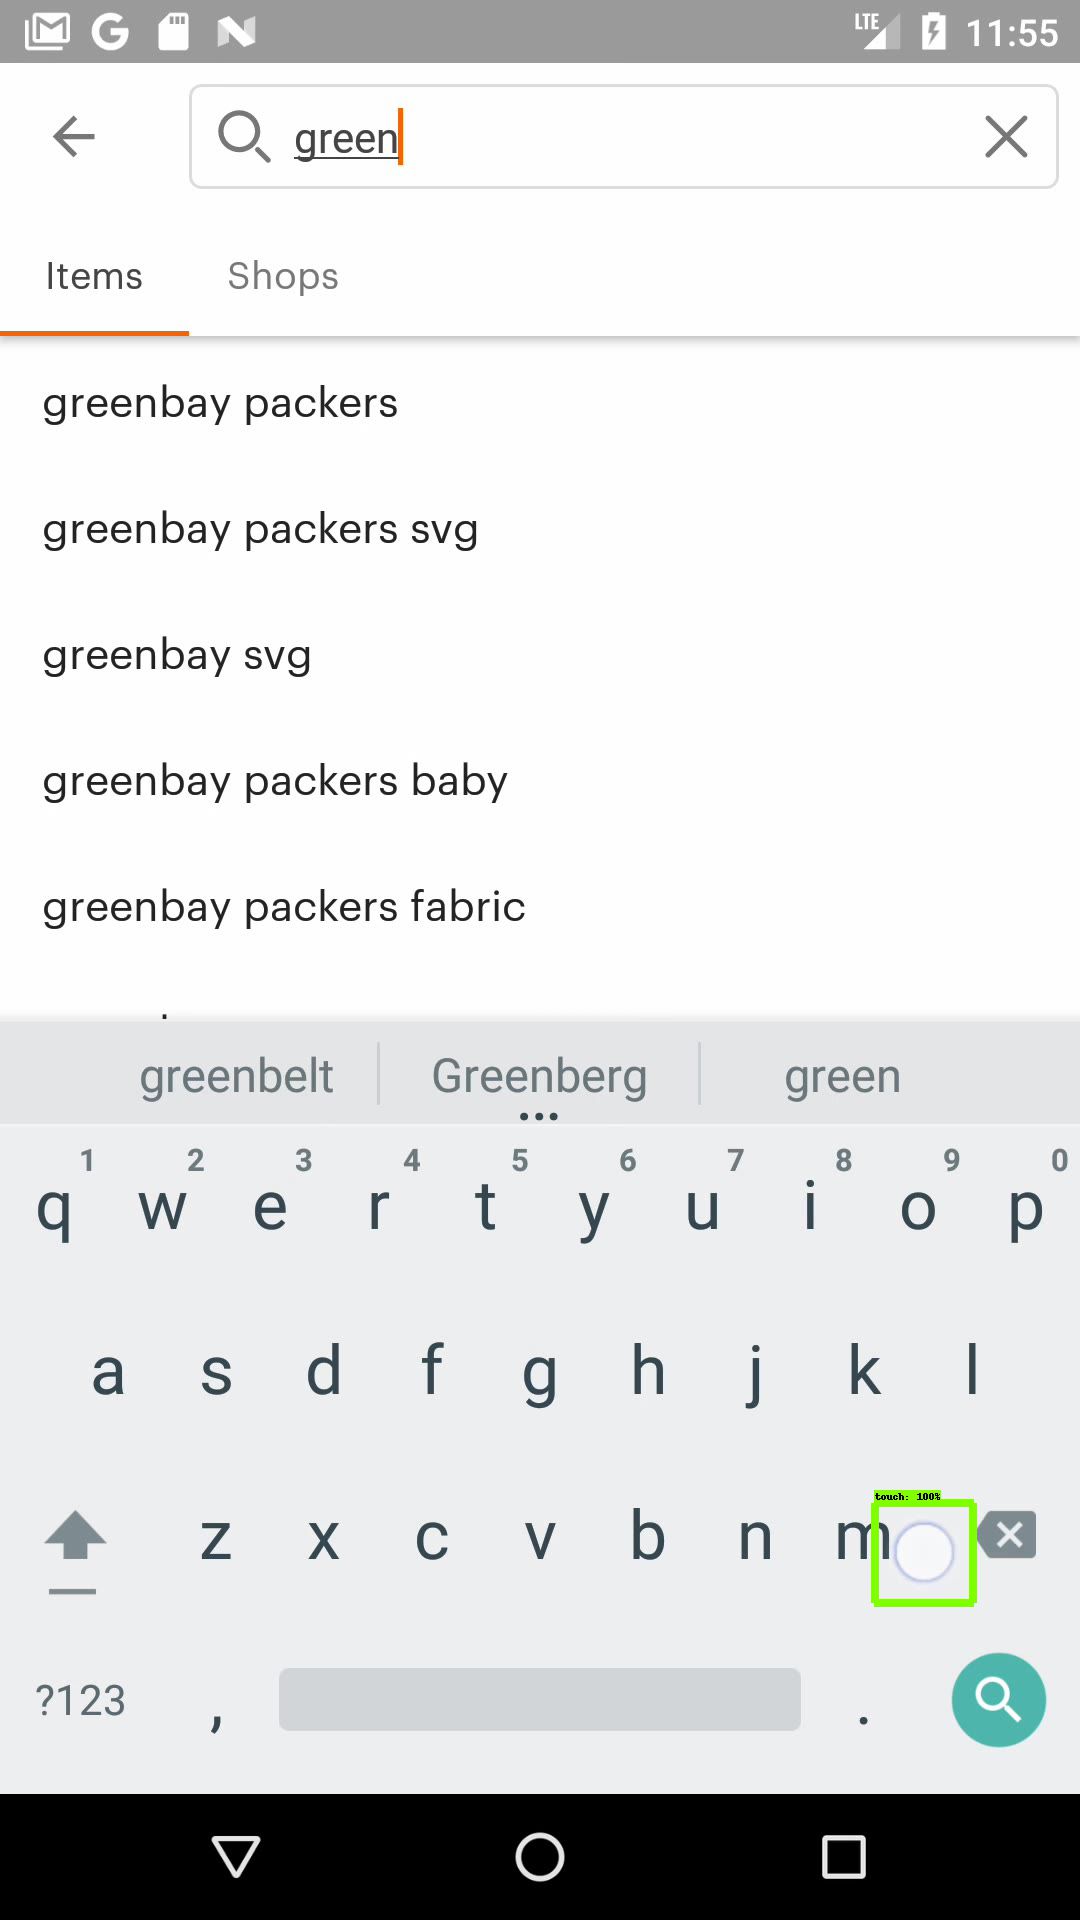 LTE 11:55
green
Items Shops
greenbay packers
greenbay packers svg
greenbay svg
greenbay packers baby
greenbay packers fabric
greenbelt Greenberg green
1 2 3 4 5 6 7 8 9 0
q w e r t y u i o p
a s d f g h j k l
touch: 100%
z x c v b n m
?123 , .